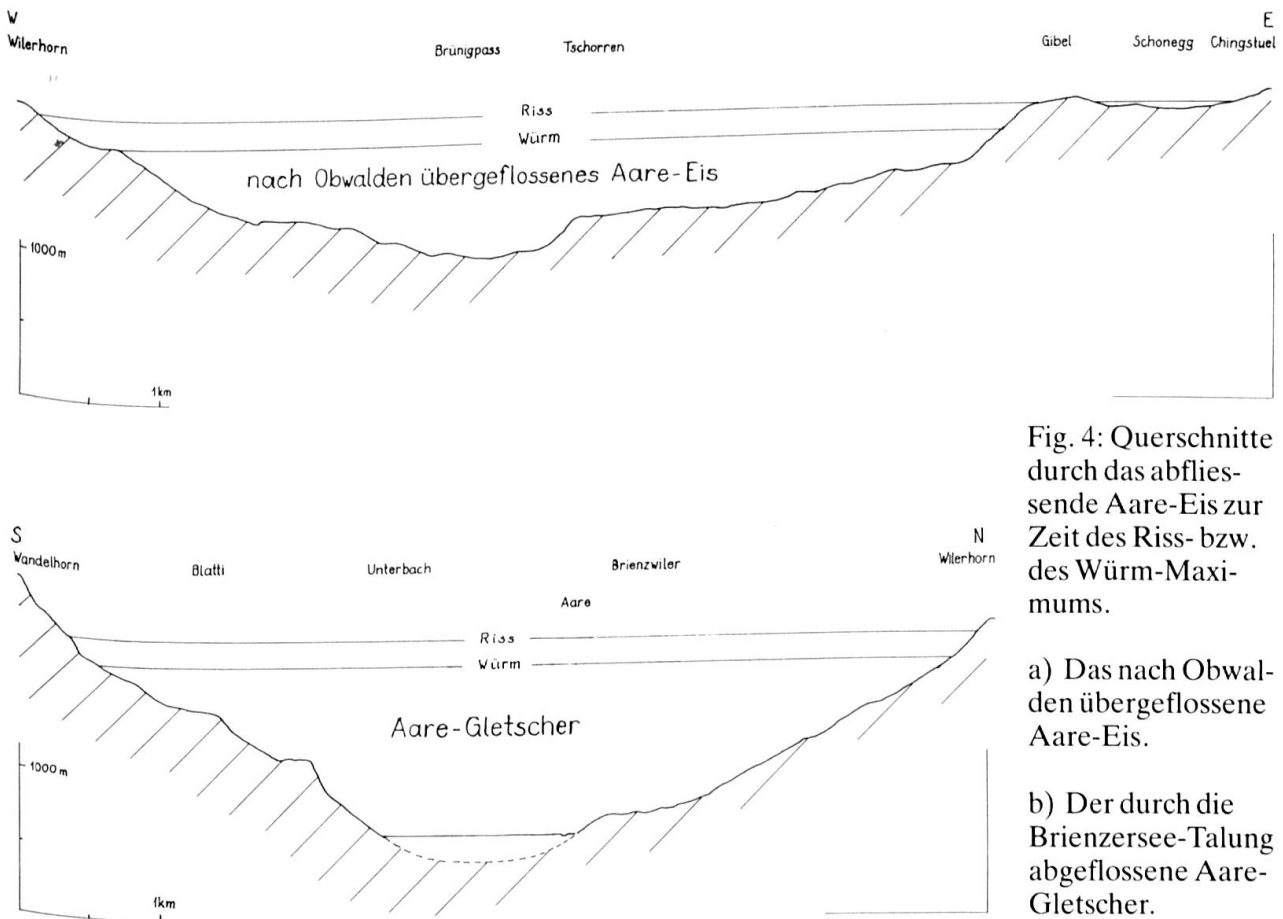 W
E
Wilerhorn
Brünigpass
Tschorren
Gibel
Schonegg
Chingstuel
Riss
Würm
nach Obwalden übergeflossenes Aare-Eis
1000 m
1km
Fig. 4: Querschnitte
durch das abflies-
sende Aare-Eis zur
Zeit des Riss- bzw.
des Würm-Maxi-
mums.
a) Das nach Obwal-
den übergeflossene
Aare-Eis.
b) Der durch die
Brienzersee-Talung
abgeflossene Aare-
Gletscher.
S
N
Wandelhorn
Blatti
Unterbach
Brienzwiler
Wilerhorn
Aare
Riss
Würm
Aare-Gletscher
1000 m
1km